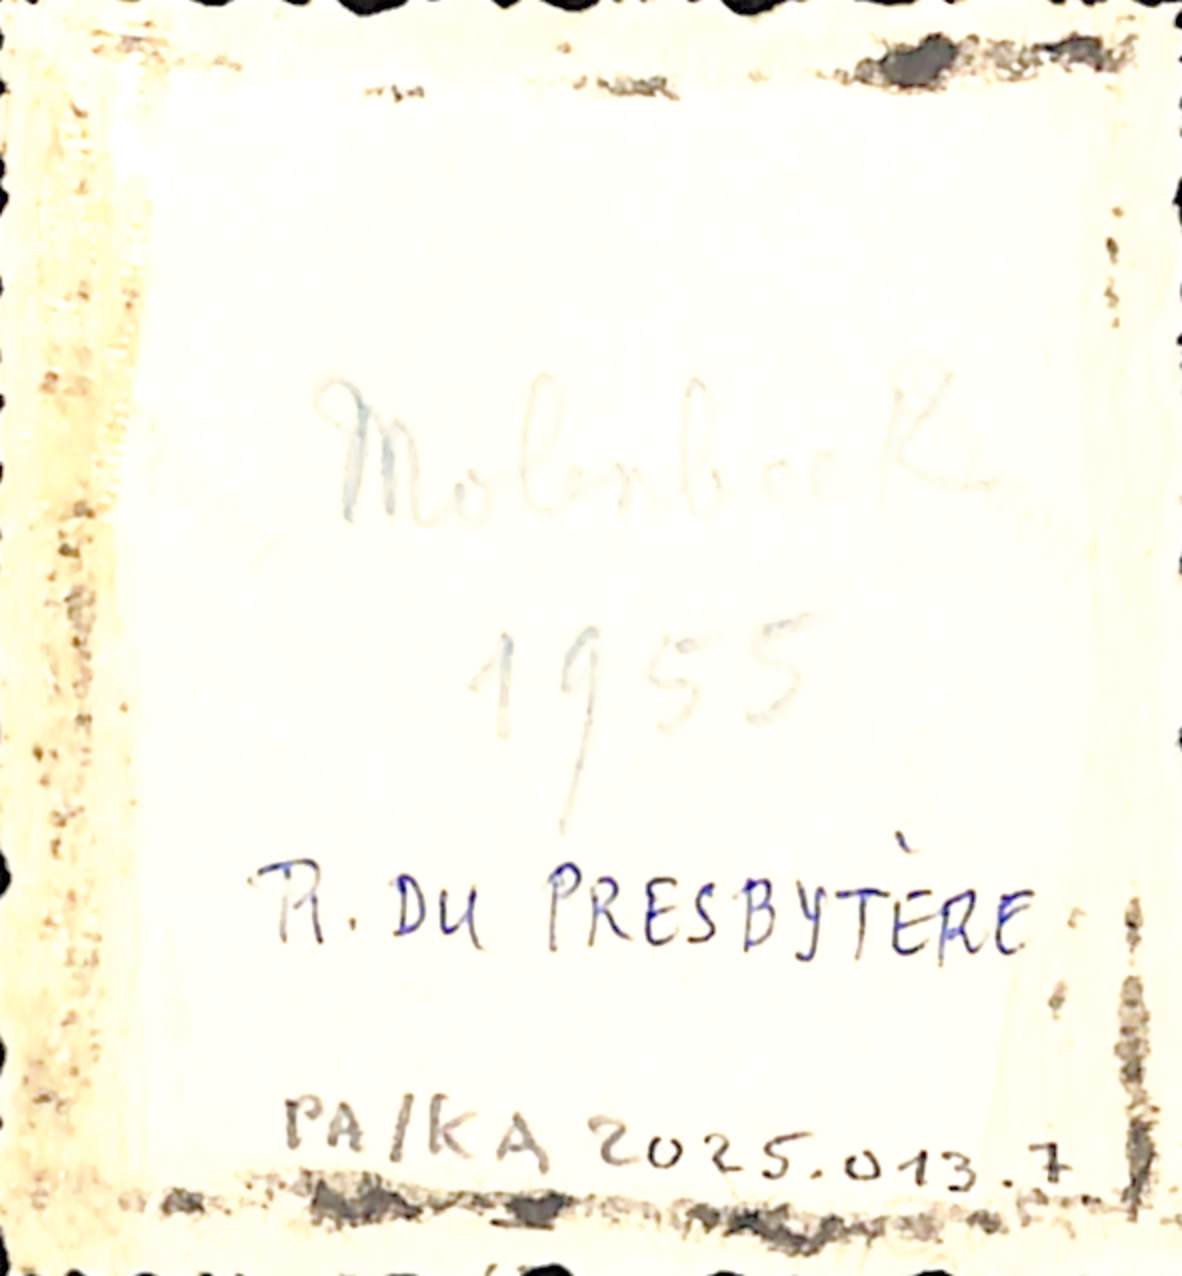 Molenbeek
1955
R. DU PRESBYTÈRE
PA/KA 2025.013.7